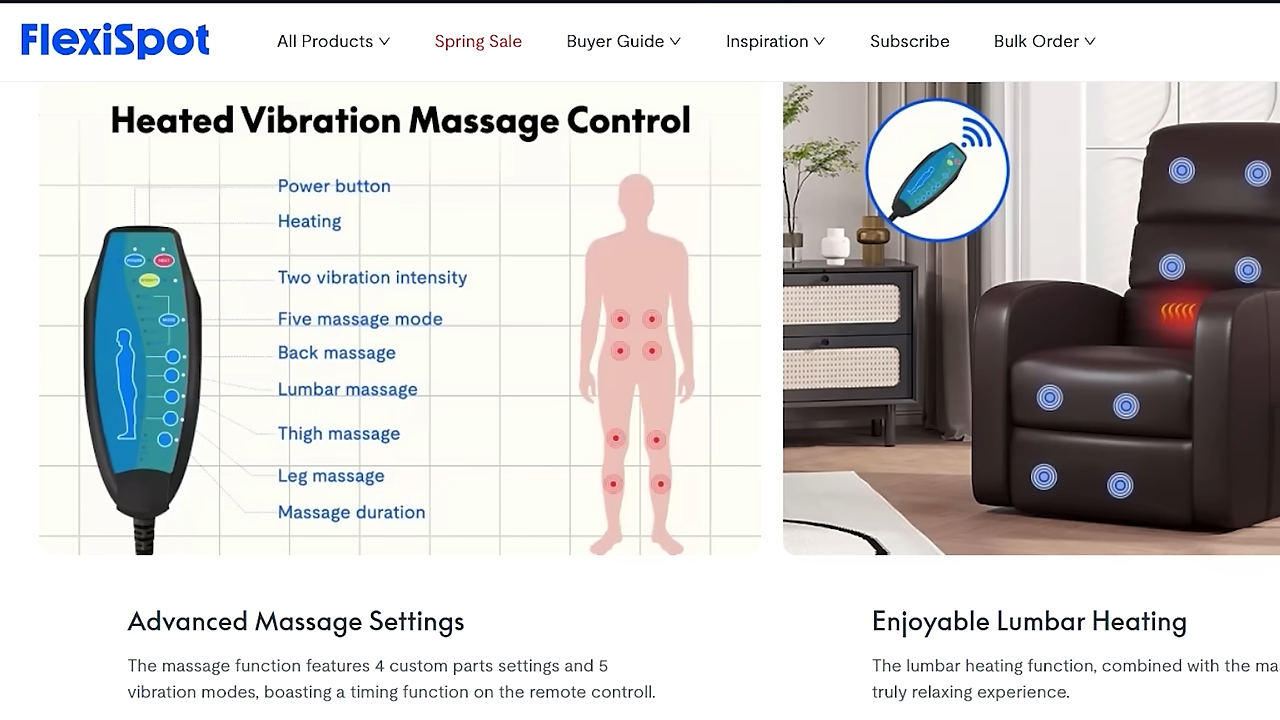 FlexiSpot
All Products
Spring Sale
Buyer Guide
Inspiration
Subscribe
Bulk Order
Heated Vibration Massage Control
Power button
Heating
Two vibration intensity
Five massage mode
Back massage
Lumbar massage
Thigh massage
Leg massage
Massage duration
POWER
HEAT
MODE
Advanced Massage Settings
The massage function features 4 custom parts settings and 5
vibration modes, boasting a timing function on the remote controll.
Enjoyable Lumbar Heating
The lumbar heating function, combined with the ma
truly relaxing experience.